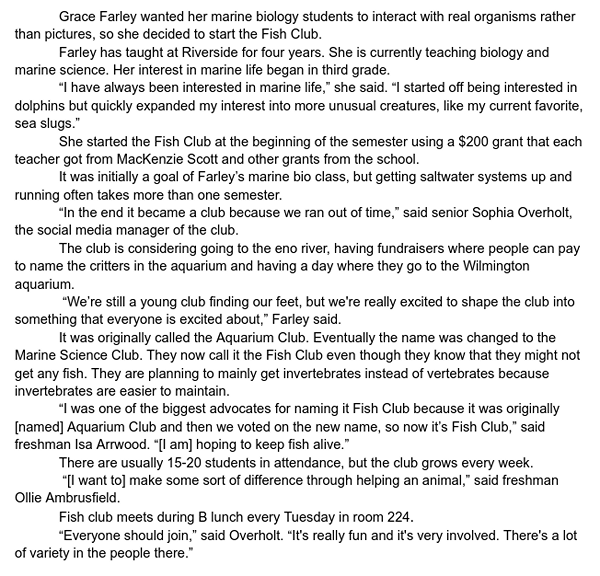 Grace Farley wanted her marine biology students to interact with real organisms rather
than pictures, so she decided to start the Fish Club.
Farley has taught at Riverside for four years. She is currently teaching biology and
marine science. Her interest in marine life began in third grade.
“I have always been interested in marine life,” she said. “I started off being interested in
dolphins but quickly expanded my interest into more unusual creatures, like my current favorite,
sea slugs.”
She started the Fish Club at the beginning of the semester using a $200 grant that each
teacher got from MacKenzie Scott and other grants from the school.
It was initially a goal of Farley’s marine bio class, but getting saltwater systems up and
running often takes more than one semester.
“In the end it became a club because we ran out of time,” said senior Sophia Overholt,
the social media manager of the club.
The club is considering going to the eno river, having fundraisers where people can pay
to name the critters in the aquarium and having a day where they go to the Wilmington
aquarium.
“We’re still a young club finding our feet, but we're really excited to shape the club into
something that everyone is excited about,” Farley said.
It was originally called the Aquarium Club. Eventually the name was changed to the
Marine Science Club. They now call it the Fish Club even though they know that they might not
get any fish. They are planning to mainly get invertebrates instead of vertebrates because
invertebrates are easier to maintain.
“I was one of the biggest advocates for naming it Fish Club because it was originally
[named] Aquarium Club and then we voted on the new name, so now it’s Fish Club,” said
freshman Isa Arrwood. “[I am] hoping to keep fish alive.”
There are usually 15-20 students in attendance, but the club grows every week.
“[I want to] make some sort of difference through helping an animal,” said freshman
Ollie Ambrusfield.
Fish club meets during B lunch every Tuesday in room 224.
“Everyone should join,” said Overholt. “It's really fun and it's very involved. There's a lot
of variety in the people there.”